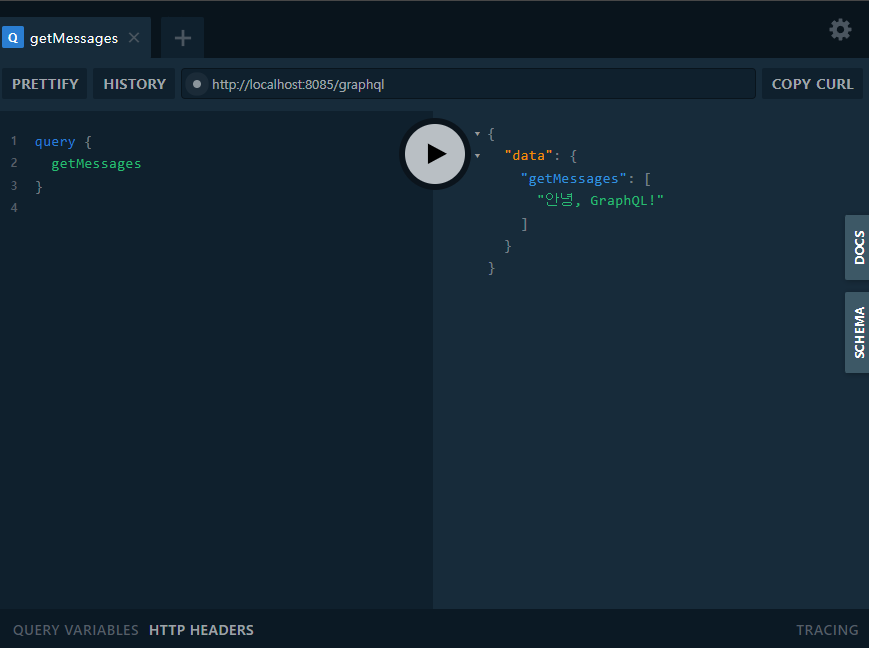 Q getMessages × +
PRETTIFY HISTORY http://localhost:8085/graphql COPY CURL
1 query {
2   getMessages
3 }
4
▾ {
▾   "data": {
    "getMessages": [
      "안녕, GraphQL!"
    ]
  }
}
DOCS
SCHEMA
QUERY VARIABLES HTTP HEADERS TRACING